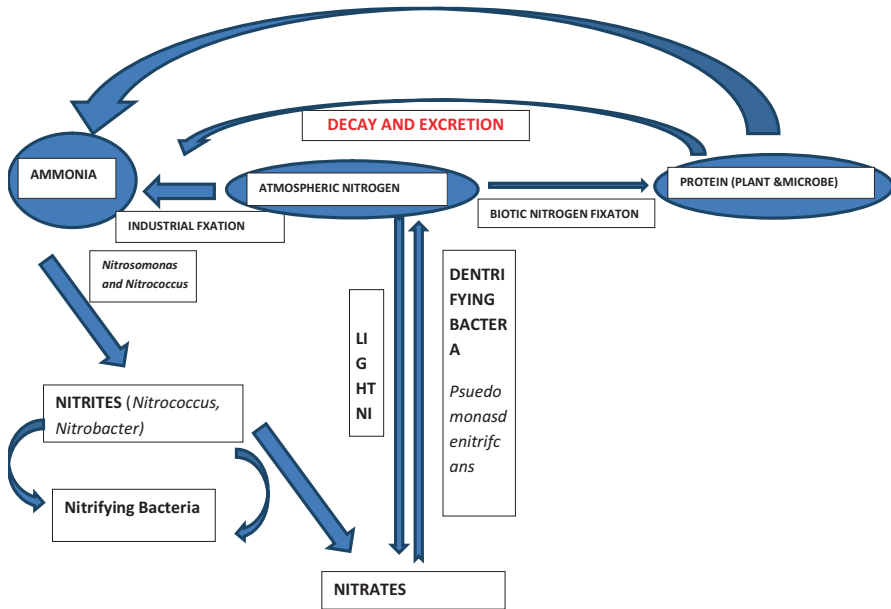 DECAY AND EXCRETION
AMMONIA
ATMOSPHERIC NITROGEN
PROTEIN (PLANT &MICROBE)
INDUSTRIAL FXATION
BIOTIC NITROGEN FIXATON
Nitrosomonas
and Nitrococcus
LI
G
HT
NI
DENTRI
FYING
BACTER
A
Psuedo
monasd
enitrifc
ans
NITRITES (Nitrococcus,
Nitrobacter)
Nitrifying Bacteria
NITRATES